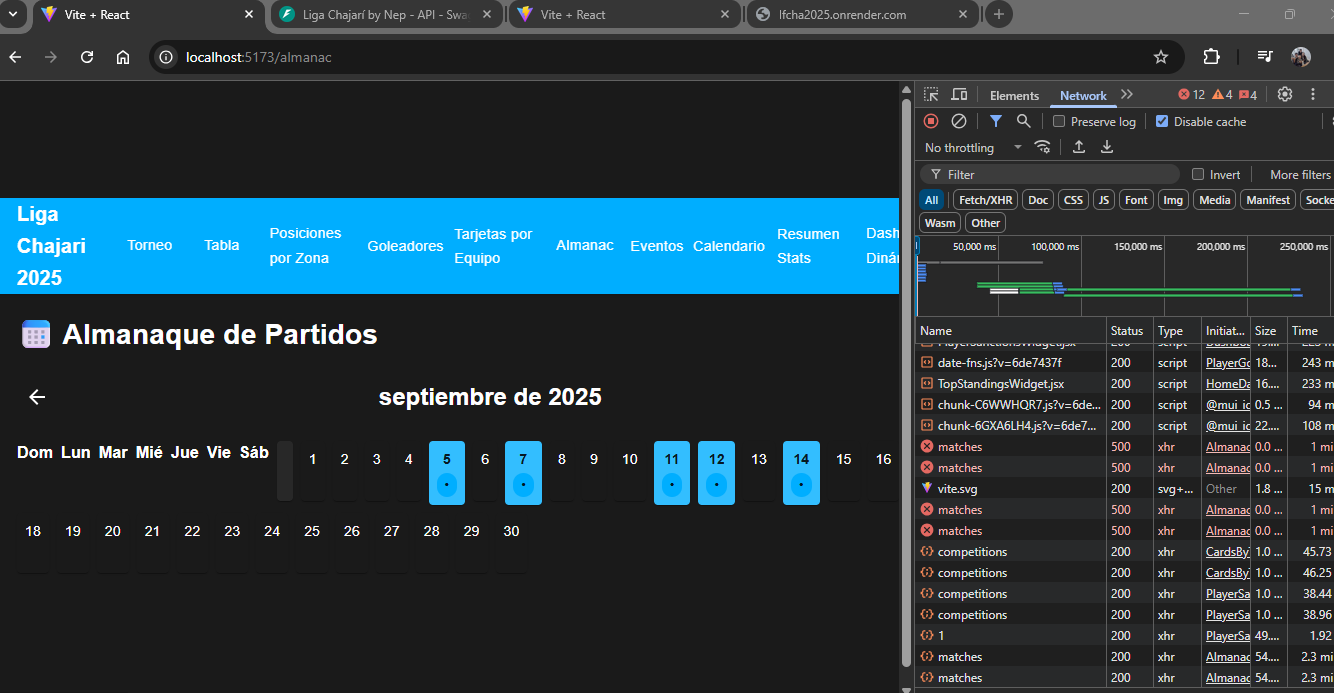 Vite + React
Liga Chajarí by Nep - API - Swa
Vite + React
lfcha2025.onrender.com
localhost:5173/almanac
Elements
Network
12
4
4
Preserve log
Disable cache
No throttling
Filter
Invert
More filters
All
Fetch/XHR
Doc
CSS
JS
Font
Img
Media
Manifest
Socke
Wasm
Other
50,000 ms
100,000 ms
150,000 ms
200,000 ms
250,000 ms
Name Status Type Initiat... Size Time
date-fns.js?v=6de7437f 200 script PlayerGo 18... 243 m
TopStandingsWidget.jsx 200 script HomeDa 16.... 233 m
chunk-C6WWHQR7.js?v=6de... 200 script @mui_ic 0.5 ... 94 m
chunk-6GXA6LH4.js?v=6de7... 200 script @mui_ic 22.... 108 m
matches 500 xhr Almanac 0.0 ... 1 mi
matches 500 xhr Almanac 0.0 ... 1 mi
vite.svg 200 svg+... Other 1.8 ... 15 m
matches 500 xhr Almanac 0.0 ... 1 mi
matches 500 xhr Almanac 0.0 ... 1 mi
competitions 200 xhr CardsByT 1.0 ... 45.73
competitions 200 xhr CardsByT 1.0 ... 46.25
competitions 200 xhr PlayerSa 1.0 ... 38.44
competitions 200 xhr PlayerSa 1.0 ... 38.96
1 200 xhr PlayerSa 49.... 1.92
matches 200 xhr Almanac 54.... 2.3 mi
matches 200 xhr Almanac 54.... 2.3 mi
Liga
Chajari
2025
Torneo
Tabla
Posiciones
por Zona
Goleadores
Tarjetas por
Equipo
Almanac
Eventos
Calendario
Resumen
Stats
Dash
Dinár
Almanaque de Partidos
septiembre de 2025
Dom Lun Mar Mié Jue Vie Sáb 1 2 3 4 5 6 7 8 9 10 11 12 13 14 15 16
18 19 20 21 22 23 24 25 26 27 28 29 30